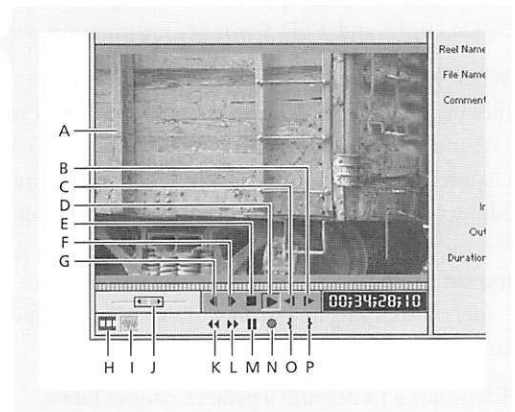 Reel Name
File Name
Comment
A
B
C
D
E
F
G
In
Out
Duration
00;34;28;10
H I J K L M N O P